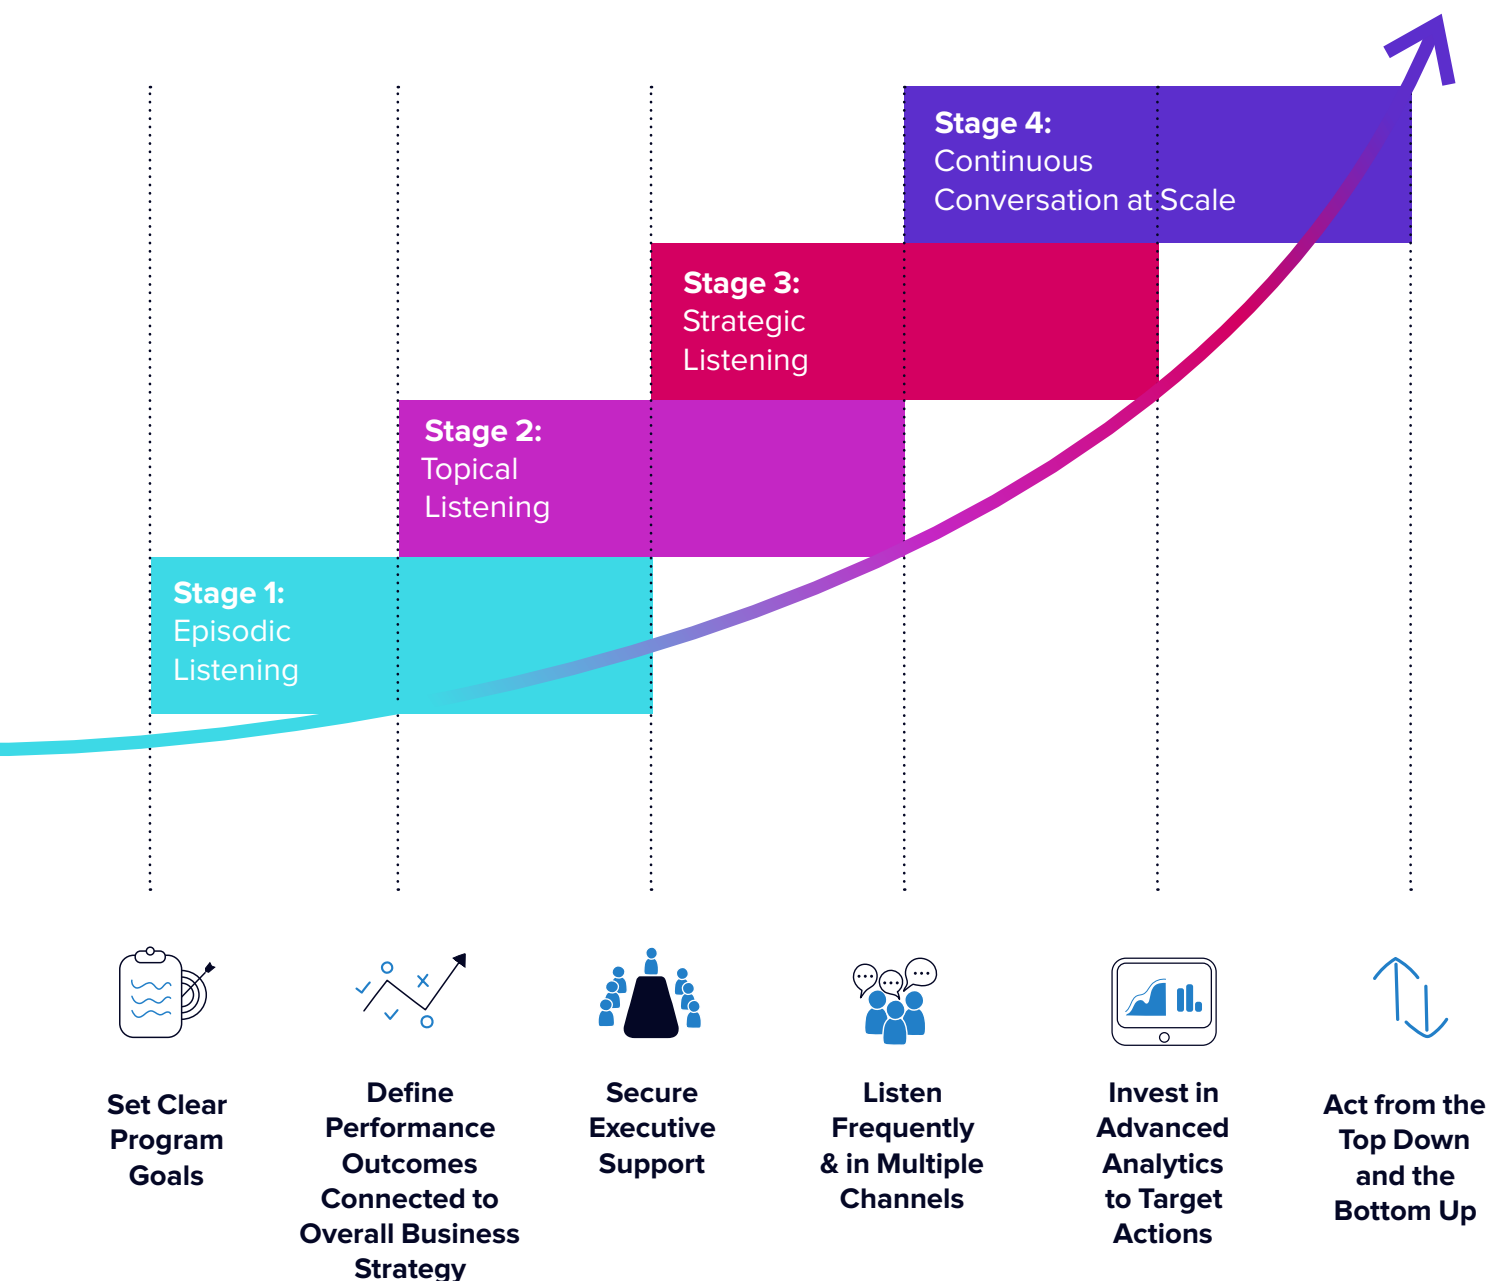 Stage 4:
Continuous
Conversation at Scale
Stage 3:
Strategic
Listening
Stage 2:
Topical
Listening
Stage 1:
Episodic
Listening
Set Clear
Program
Goals
Define
Performance
Outcomes
Connected to
Overall Business
Strategy
Secure
Executive
Support
Listen
Frequently
& in Multiple
Channels
Invest in
Advanced
Analytics
to Target
Actions
Act from the
Top Down
and the
Bottom Up